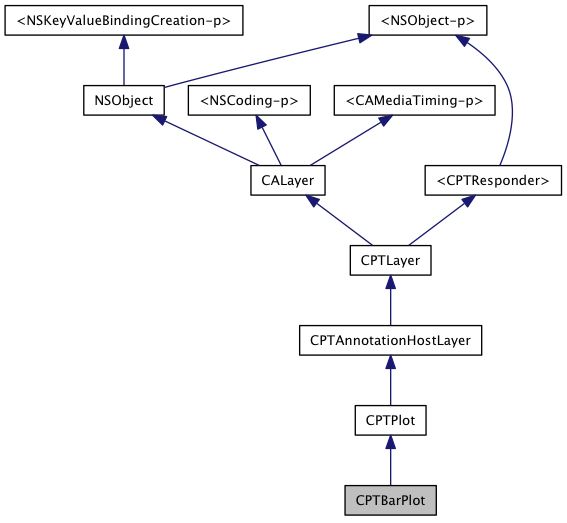 <NSKeyValueBindingCreation-p>
<NSObject-p>
NSObject
<NSCoding-p>
<CAMediaTiming-p>
CALayer
<CPTResponder>
CPTLayer
CPTAnnotationHostLayer
CPTPlot
CPTBarPlot